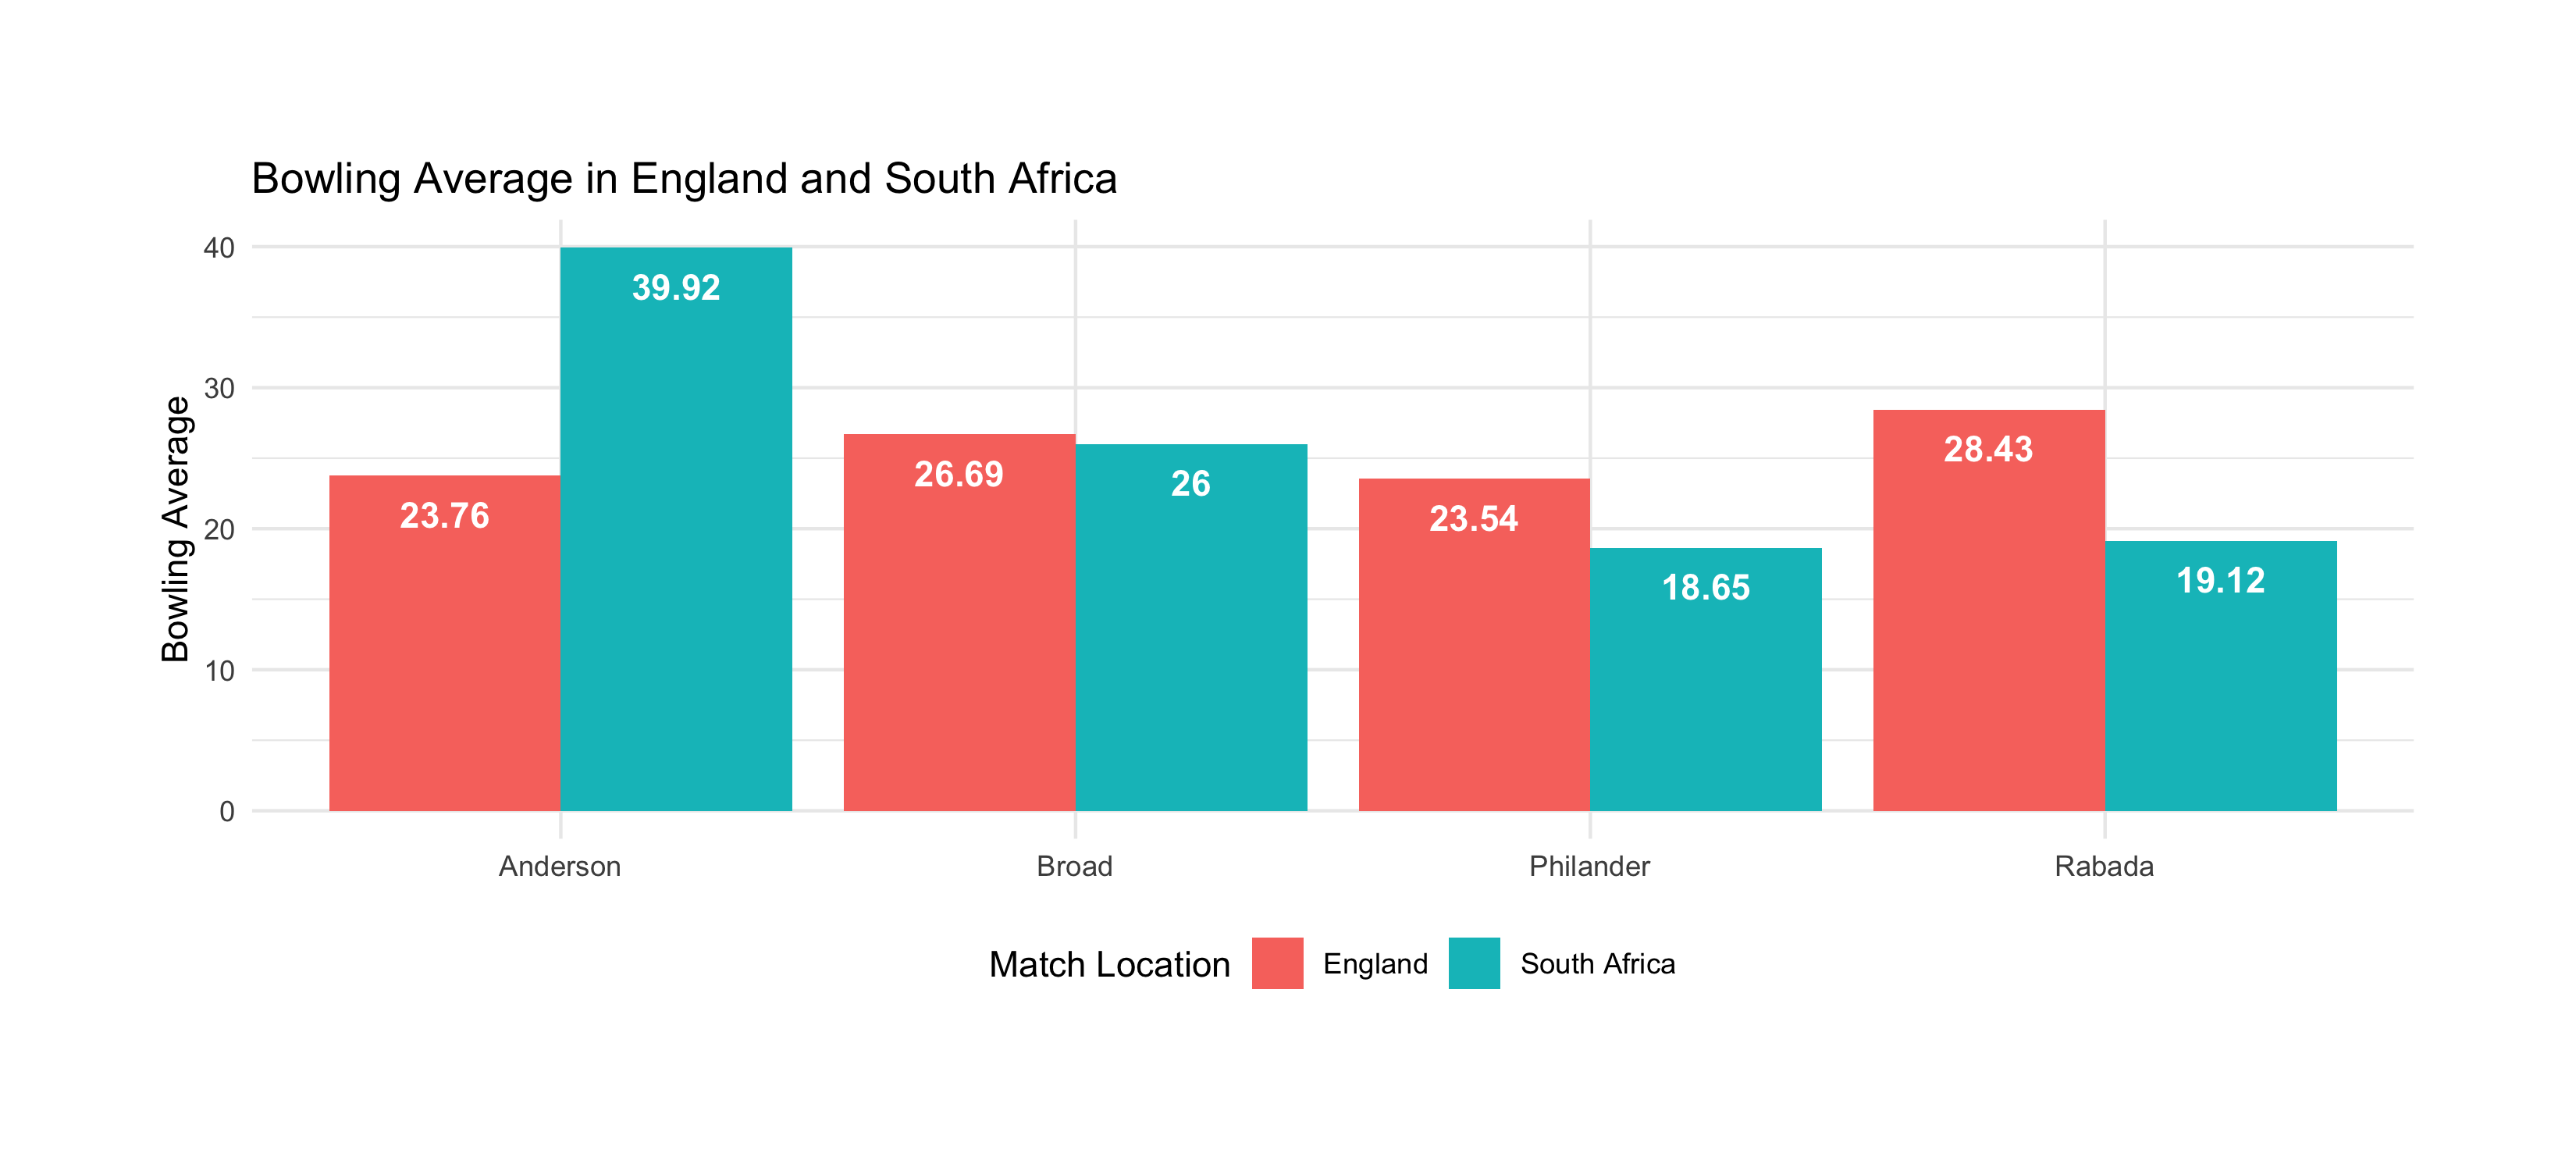 Bowling Average in England and South Africa
Bowling Average
40
30
20
10
0
23.76
39.92
26.69
26
23.54
18.65
28.43
19.12
Anderson
Broad
Philander
Rabada
Match Location
England
South Africa